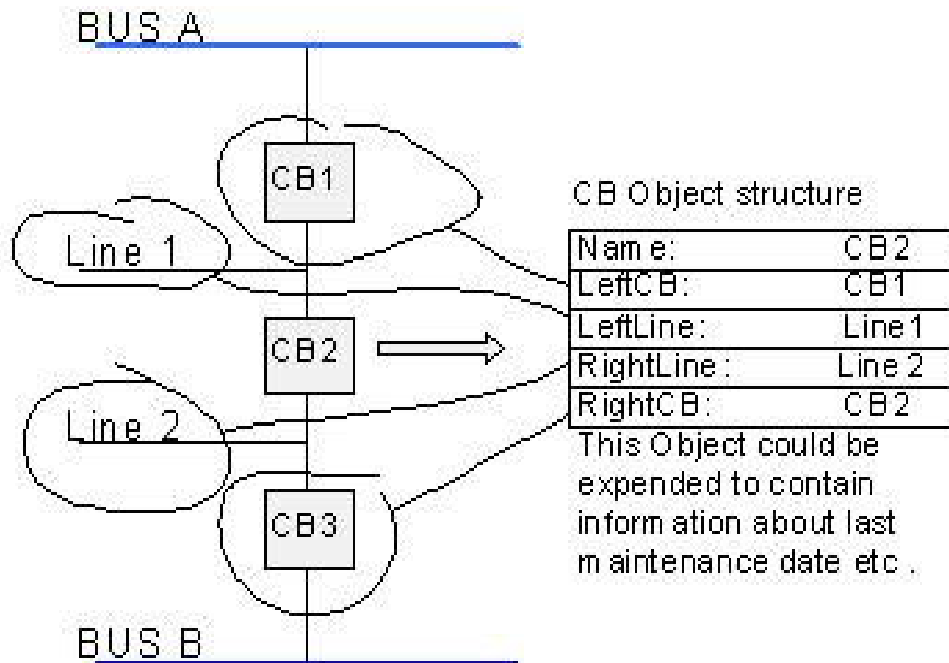 BUS A
CB1
Line 1
CB2
Line 2
CB3
BUS B
CB Object structure
Name: CB2
LeftCB: CB1
LeftLine: Line1
RightLine: Line 2
RightCB: CB2
This Object could be
expended to contain
information about last
maintenance date etc .